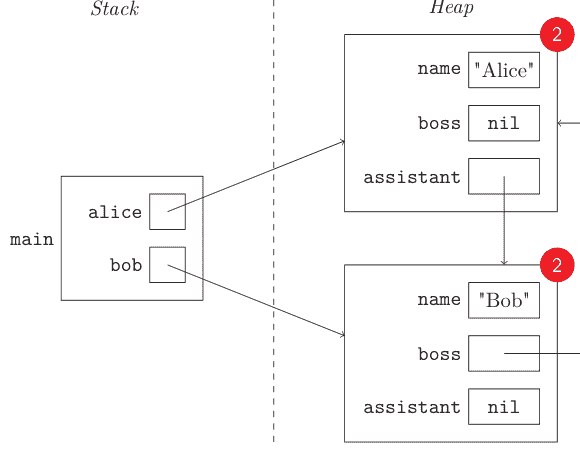 Stack
Heap
2
name "Alice"
boss nil
assistant
main
alice
bob
2
name "Bob"
boss
assistant nil